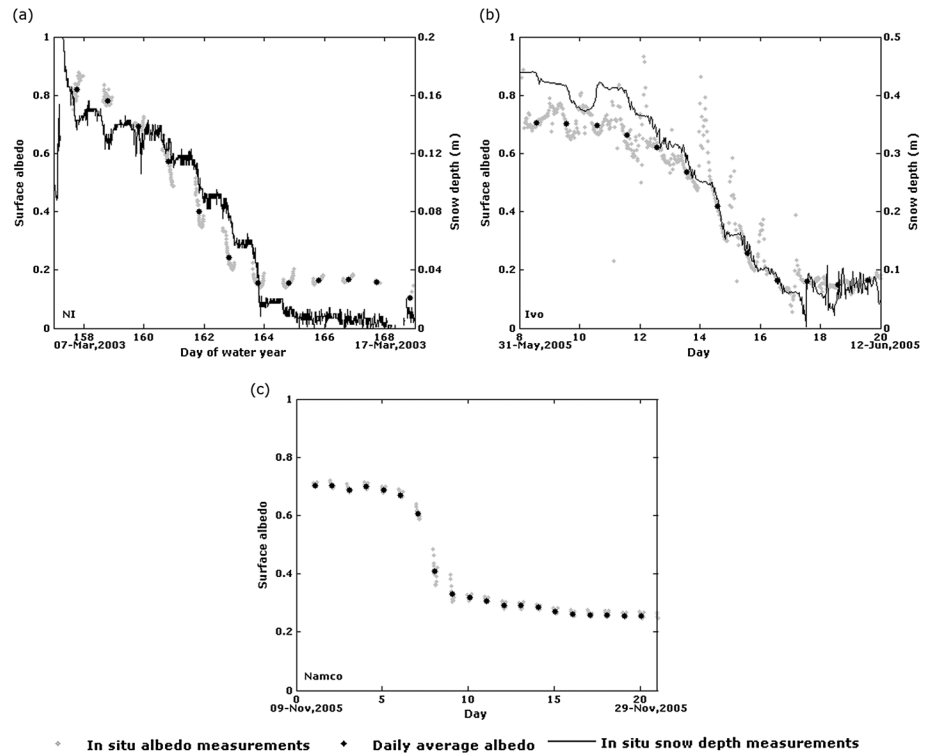 (a)
1
0.8
0.6
0.4
0.2
0
Surface albedo
0.2
0.16
0.12
0.08
0.04
0
Snow depth (m)
NI
158 160 162 164 166 168
07-Mar,2003 17-Mar,2003
Day of water year
(b)
1
0.8
0.6
0.4
0.2
0
Surface albedo
0.5
0.4
0.3
0.2
0.1
0
Snow depth (m)
Ivo
8 10 12 14 16 18 20
31-May,2005 12-Jun,2005
Day
(c)
1
0.8
0.6
0.4
0.2
0
Surface albedo
Namco
0 5 10 15 20
09-Nov,2005 29-Nov,2005
Day
In situ albedo measurements Daily average albedo In situ snow depth measurements